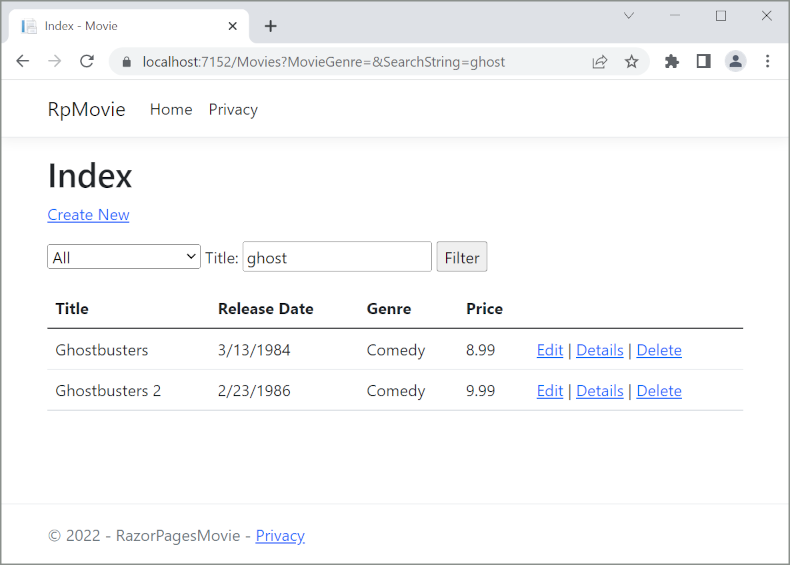 Index - Movie
localhost:7152/Movies?MovieGenre=&SearchString=ghost
RpMovie Home Privacy
Index
Create New
All Title: ghost Filter
Title Release Date Genre Price
Ghostbusters 3/13/1984 Comedy 8.99 Edit | Details | Delete
Ghostbusters 2 2/23/1986 Comedy 9.99 Edit | Details | Delete
© 2022 - RazorPagesMovie - Privacy